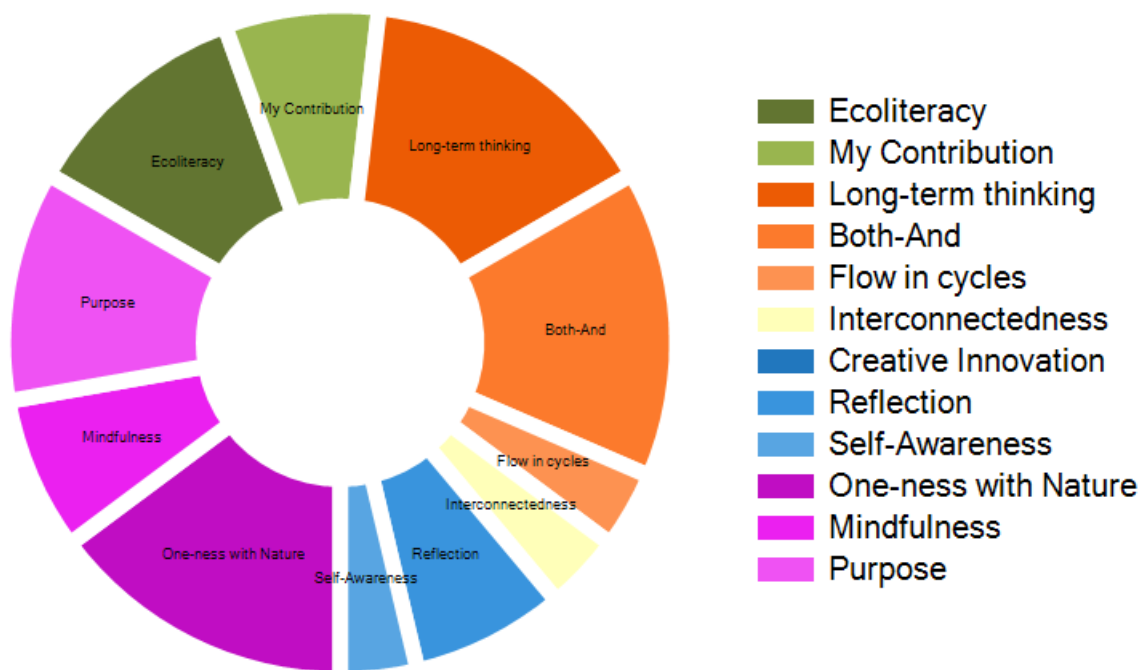 My Contribution
Long-term thinking
Ecoliteracy
Purpose
Both-And
Mindfulness
Flow in cycles
Interconnectedness
One-ness with Nature
Reflection
Self-Awareness
Ecoliteracy
My Contribution
Long-term thinking
Both-And
Flow in cycles
Interconnectedness
Creative Innovation
Reflection
Self-Awareness
One-ness with Nature
Mindfulness
Purpose